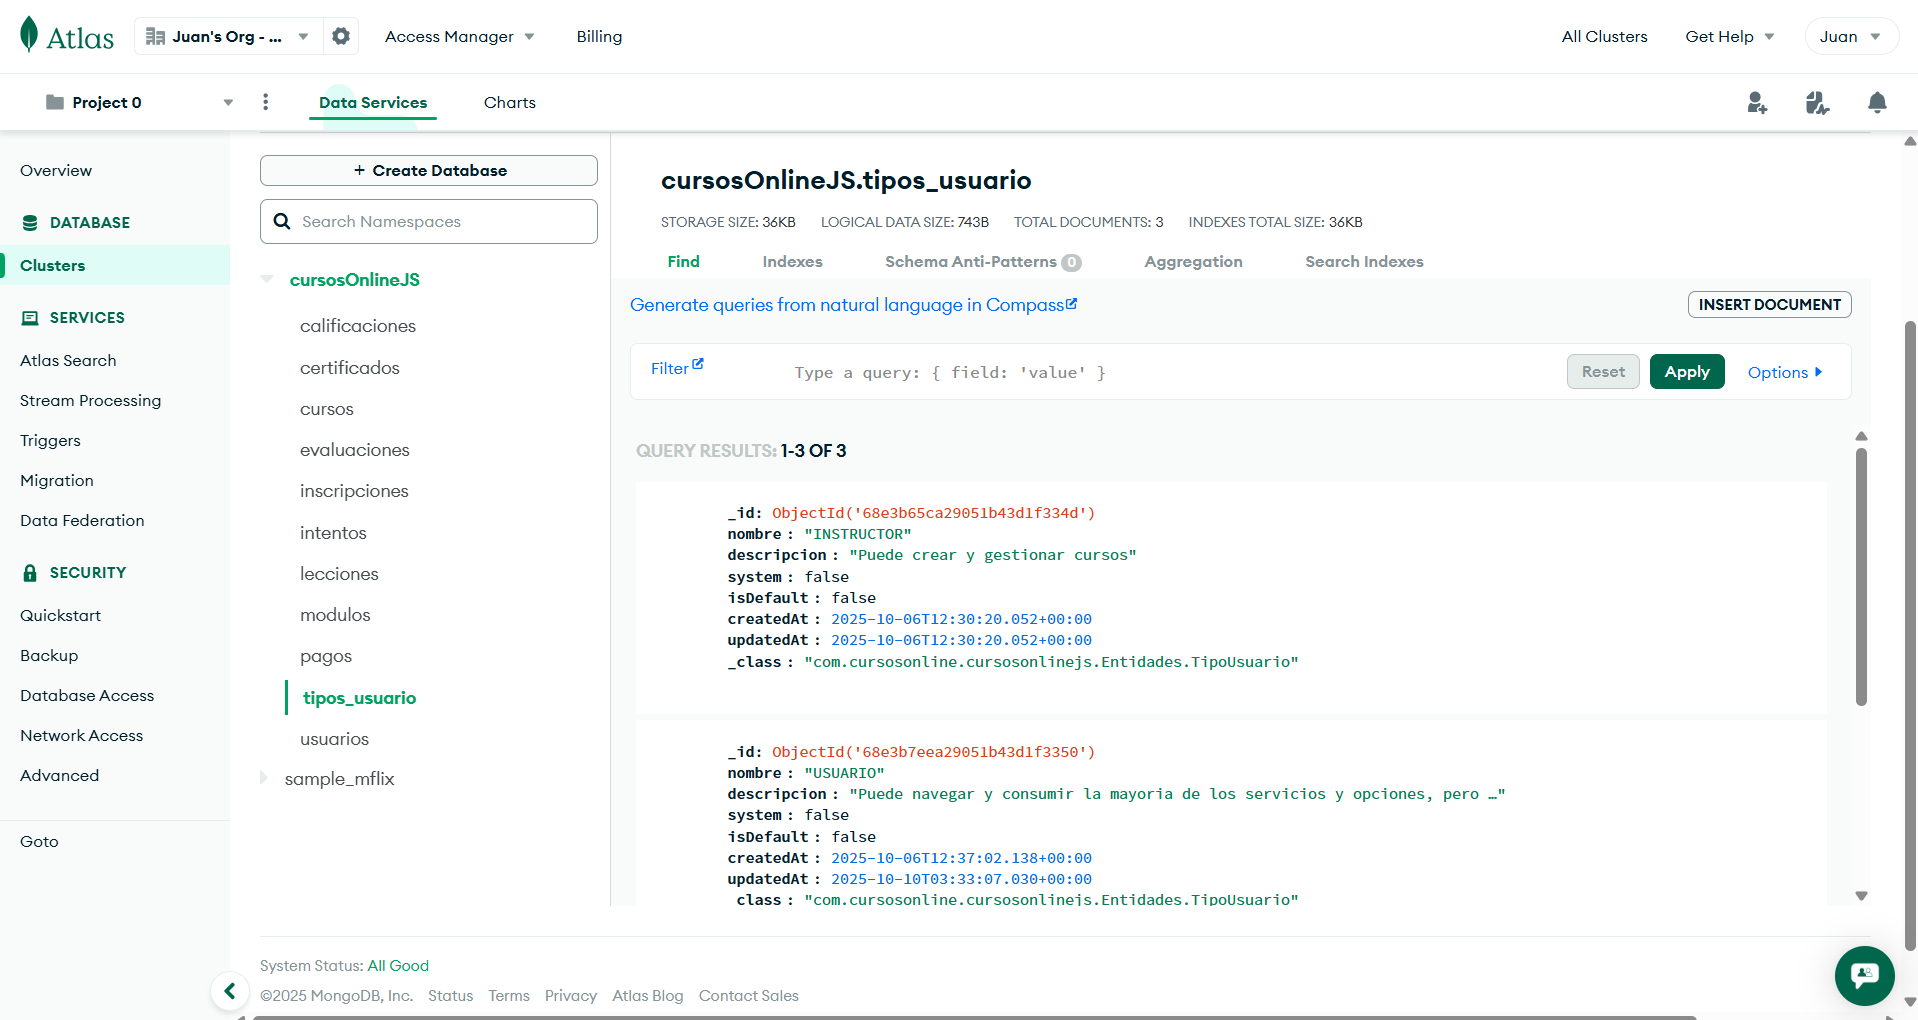 Atlas
Juan's Org - ...
Access Manager
Billing
All Clusters
Get Help
Juan
Project 0
Data Services
Charts
Overview
DATABASE
Clusters
SERVICES
Atlas Search
Stream Processing
Triggers
Migration
Data Federation
SECURITY
Quickstart
Backup
Database Access
Network Access
Advanced
Goto
+ Create Database
Search Namespaces
cursosOnlineJS
calificaciones
certificados
cursos
evaluaciones
inscripciones
intentos
lecciones
modulos
pagos
tipos_usuario
usuarios
sample_mflix
cursosOnlineJS.tipos_usuario
STORAGE SIZE: 36KB LOGICAL DATA SIZE: 743B TOTAL DOCUMENTS: 3 INDEXES TOTAL SIZE: 36KB
Find Indexes Schema Anti-Patterns 0 Aggregation Search Indexes
Generate queries from natural language in Compass
INSERT DOCUMENT
Filter
Type a query: { field: 'value' }
Reset
Apply
Options
QUERY RESULTS: 1-3 OF 3
_id: ObjectId('68e3b65ca29051b43d1f334d')
nombre : "INSTRUCTOR"
descripcion : "Puede crear y gestionar cursos"
system : false
isDefault : false
createdAt : 2025-10-06T12:30:20.052+00:00
updatedAt : 2025-10-06T12:30:20.052+00:00
_class : "com.cursosonline.cursosonlinejs.Entidades.TipoUsuario"
_id: ObjectId('68e3b7eea29051b43d1f3350')
nombre : "USUARIO"
descripcion : "Puede navegar y consumir la mayoria de los servicios y opciones, pero …"
system : false
isDefault : false
createdAt : 2025-10-06T12:37:02.138+00:00
updatedAt : 2025-10-10T03:33:07.030+00:00
_class : "com.cursosonline.cursosonlinejs.Entidades.TipoUsuario"
System Status: All Good
©2025 MongoDB, Inc. Status Terms Privacy Atlas Blog Contact Sales